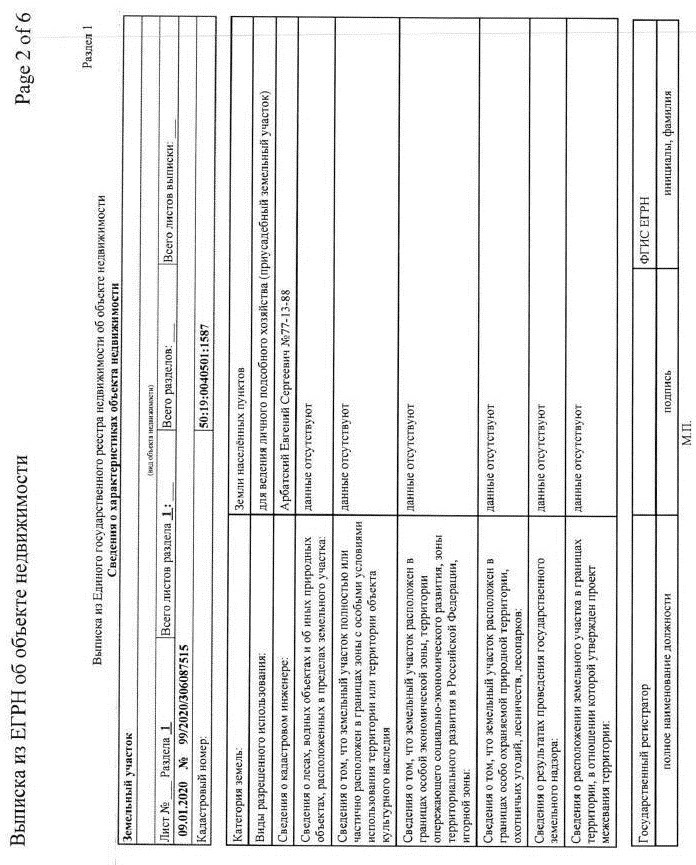 Выписка из ЕГРН об объекте недвижимости Page 2 of 6
Раздел 1
Выписка из Единого государственного реестра недвижимости об объекте недвижимости
Сведения о характеристиках объекта недвижимости
Земельный участок
(вид объекта недвижимости)
Лист № ___ Раздела 1 Всего листов раздела 1 : ___ Всего разделов: ___ Всего листов выписки: ___
09.01.2020 № 99/2020/306087515
Кадастровый номер: 50:19:0040501:1587
Категория земель: Земли населённых пунктов
Виды разрешенного использования: для ведения личного подсобного хозяйства (приусадебный земельный участок)
Сведения о кадастровом инженере: Арбатский Евгений Сергеевич №77-13-88
Сведения о лесах, водных объектах и об иных природных данные отсутствуют
объектах, расположенных в пределах земельного участка:
Сведения о том, что земельный участок полностью или данные отсутствуют
частично расположен в границах зоны с особыми условиями
использования территории или территории объекта
культурного наследия
Сведения о том, что земельный участок расположен в данные отсутствуют
границах особой экономической зоны, территории
опережающего социально-экономического развития, зоны
территориального развития в Российской Федерации,
игорной зоны:
Сведения о том, что земельный участок расположен в данные отсутствуют
границах особо охраняемой природной территории,
охотничьих угодий, лесничеств, лесопарков:
Сведения о результатах проведения государственного данные отсутствуют
земельного надзора:
Сведения о расположении земельного участка в границах данные отсутствуют
территории, в отношении которой утвержден проект
межевания территории:
Государственный регистратор ФГИС ЕГРН
полное наименование должности подпись инициалы, фамилия
М.П.